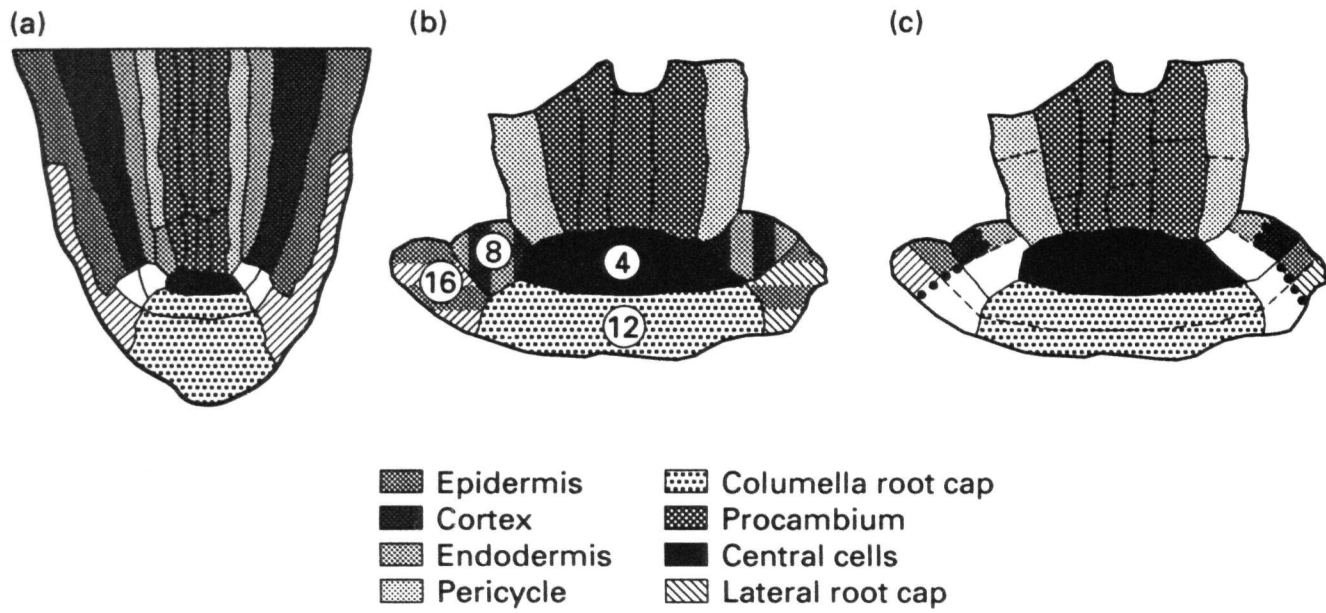 (a)
(b)
(c)
8
4
16
12
Epidermis
Cortex
Endodermis
Pericycle
Columella root cap
Procambium
Central cells
Lateral root cap